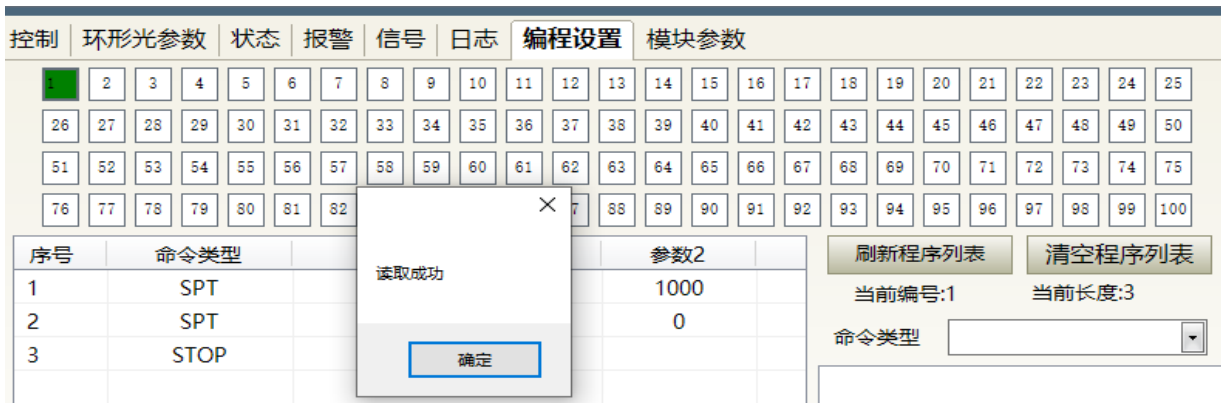 控制 环形光参数 状态 报警 信号 日志 编程设置 模块参数
1 2 3 4 5 6 7 8 9 10 11 12 13 14 15 16 17 18 19 20 21 22 23 24 25
26 27 28 29 30 31 32 33 34 35 36 37 38 39 40 41 42 43 44 45 46 47 48 49 50
51 52 53 54 55 56 57 58 59 60 61 62 63 64 65 66 67 68 69 70 71 72 73 74 75
76 77 78 79 80 81 82 88 89 90 91 92 93 94 95 96 97 98 99 100
序号 命令类型 参数2
1 SPT 1000
2 SPT 0
3 STOP
读取成功
确定
刷新程序列表 清空程序列表
当前编号:1 当前长度:3
命令类型